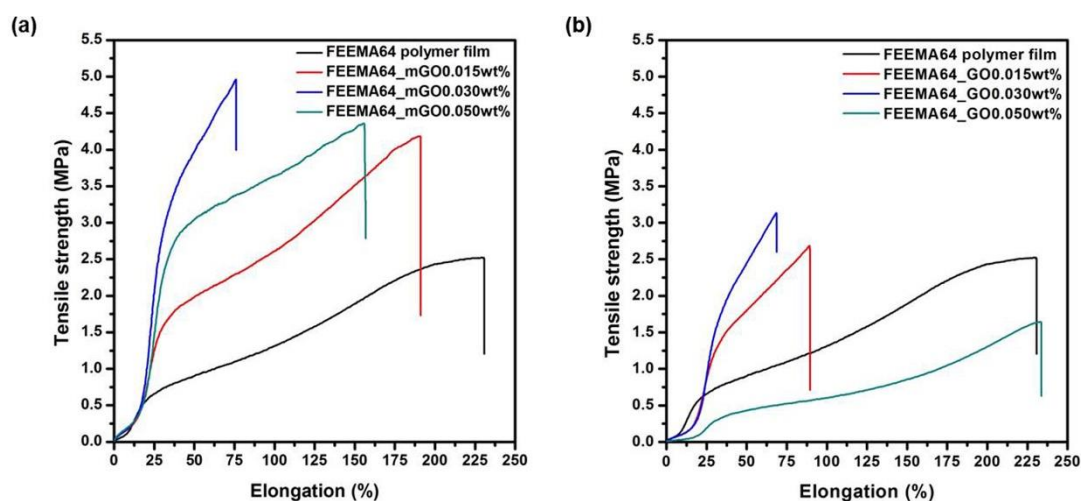 (a)
5.5
5.0
4.5
4.0
3.5
3.0
2.5
2.0
1.5
1.0
0.5
0.0
Tensile strength (MPa)
FEEMA64 polymer film
FEEMA64_mGO0.015wt%
FEEMA64_mGO0.030wt%
FEEMA64_mGO0.050wt%
0 25 50 75 100 125 150 175 200 225 250
Elongation (%)
(b)
5.5
5.0
4.5
4.0
3.5
3.0
2.5
2.0
1.5
1.0
0.5
0.0
Tensile strength (MPa)
FEEMA64 polymer film
FEEMA64_GO0.015wt%
FEEMA64_GO0.030wt%
FEEMA64_GO0.050wt%
0 25 50 75 100 125 150 175 200 225 250
Elongation (%)